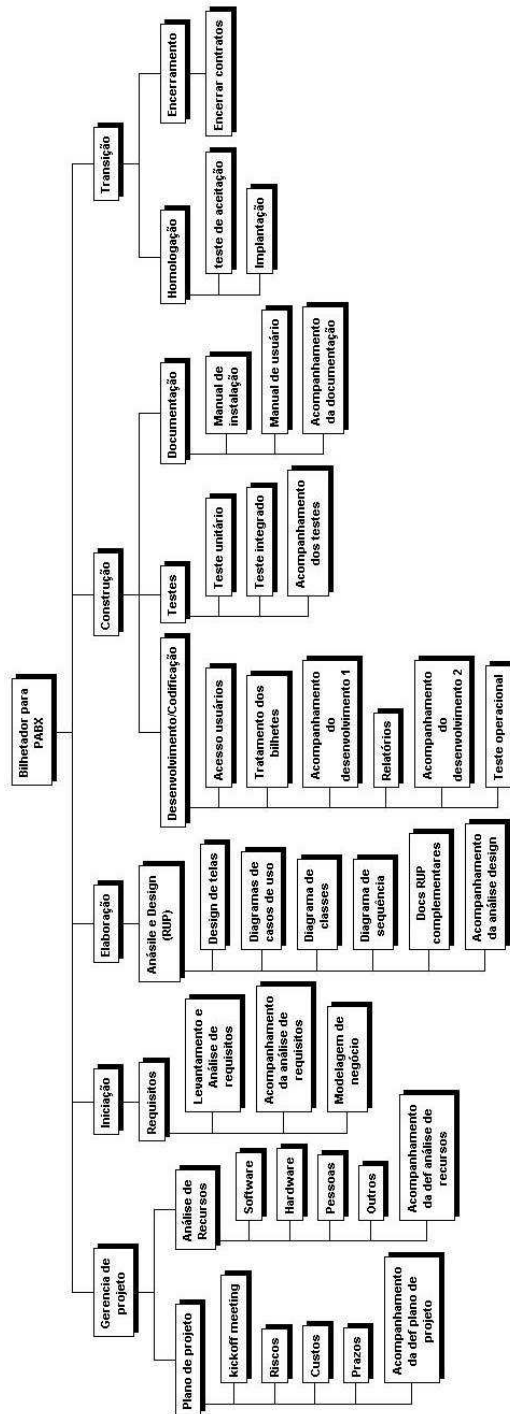 Bilhetador para
PABX
Gerencia de
projeto
Plano de projeto
kickoff meeting
Riscos
Custos
Prazos
Acompanhamento
da def plano de
projeto
Análise de
Recursos
Software
Hardware
Pessoas
Outros
Acompanhamento
da def análise de
recursos
Iniciação
Requisitos
Levantamento e
Análise de
requisitos
Acompanhamento
da análise de
requisitos
Modelagem de
negócio
Elaboração
Anásile e Design
(RUP)
Design de telas
Diagramas de
casos de uso
Diagrama de
classes
Diagrama de
sequência
Docs RUP
complementares
Acompanhamento
da análise design
Construção
Desenvolvimento/Codificação
Acesso usuários
Tratamento dos
bilhetes
Acompanhamento
do
desenvolvimento 1
Relatórios
Acompanhamento
do
desenvolvimento 2
Teste operacional
Testes
Teste unitário
Teste integrado
Acompanhamento
dos testes
Documentação
Manual de
instalação
Manual de usuário
Acompanhamento
da documentação
Transição
Homologação
teste de aceitação
Implantação
Encerramento
Encerrar contratos